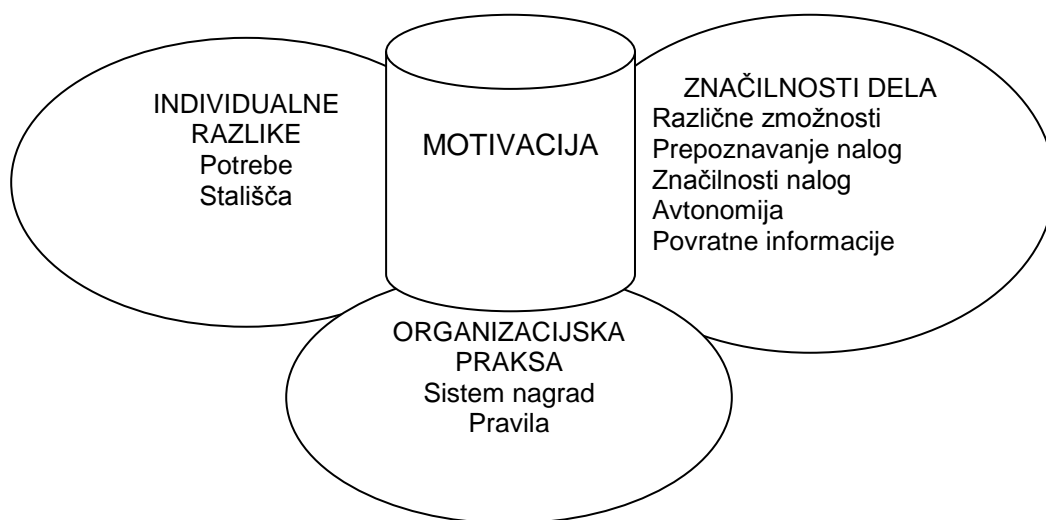 INDIVIDUALNE
RAZLIKE
Potrebe
Stališča
MOTIVACIJA
ZNAČILNOSTI DELA
Različne zmožnosti
Prepoznavanje nalog
Značilnosti nalog
Avtonomija
Povratne informacije
ORGANIZACIJSKA
PRAKSA
Sistem nagrad
Pravila